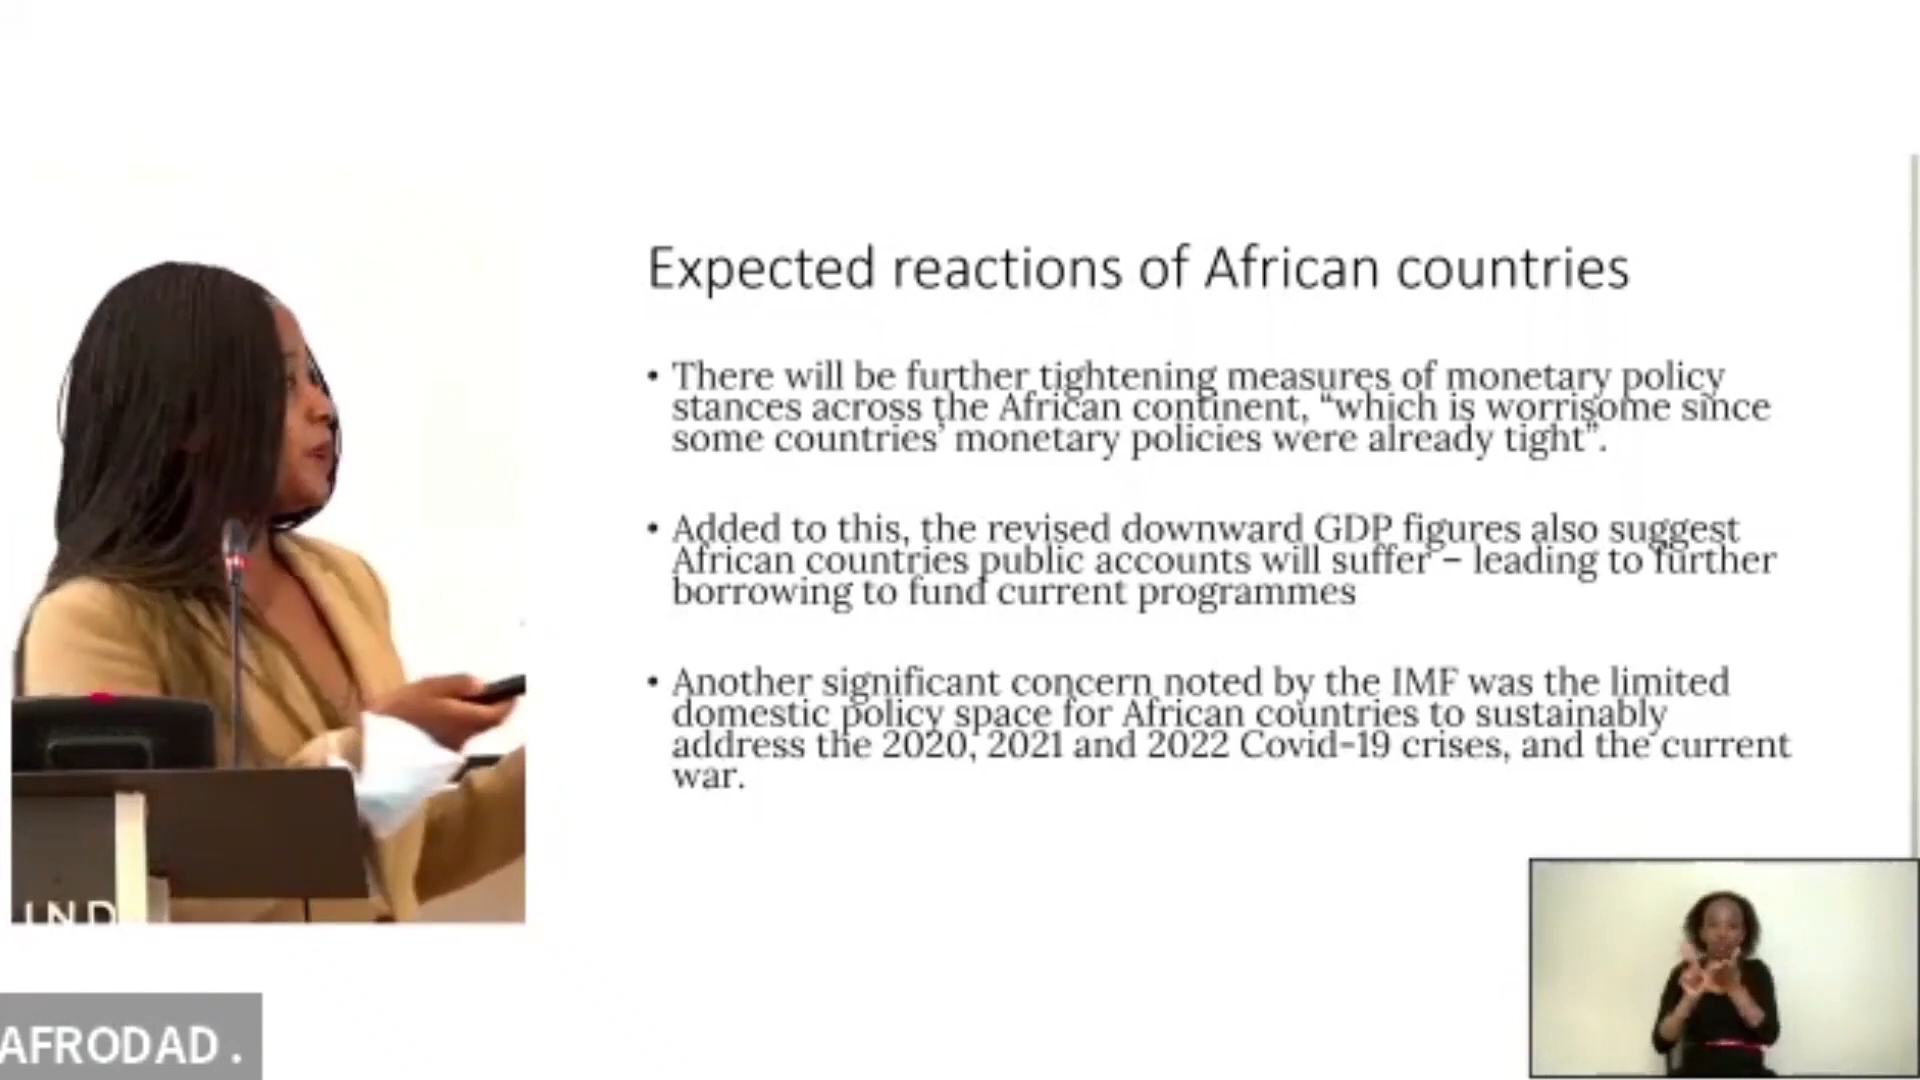 Expected reactions of African countries
• There will be further tightening measures of monetary policy
stances across the African continent, “which is worrisome since
some countries’ monetary policies were already tight”.
• Added to this, the revised downward GDP figures also suggest
African countries public accounts will suffer – leading to further
borrowing to fund current programmes
• Another significant concern noted by the IMF was the limited
domestic policy space for African countries to sustainably
address the 2020, 2021 and 2022 Covid-19 crises, and the current
war.
IND
AFRODAD .